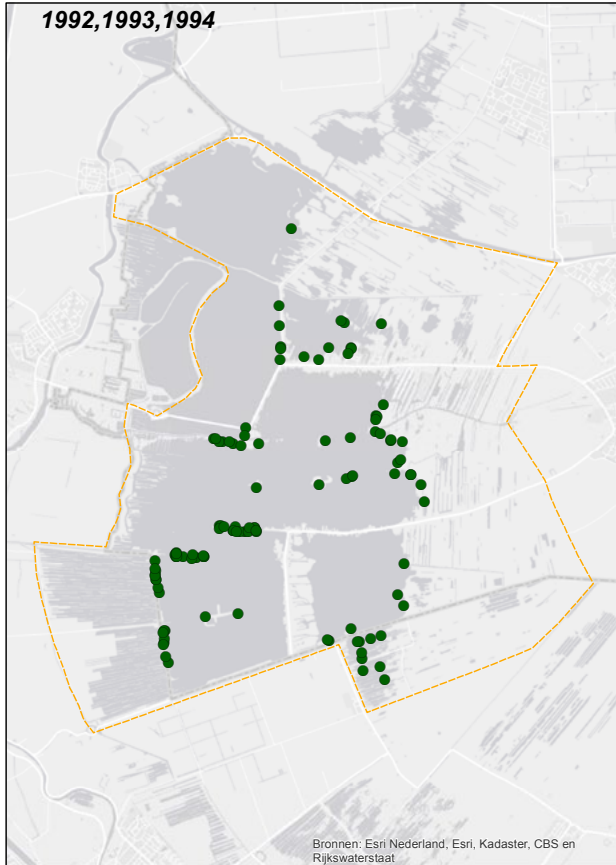 1992,1993,1994
Bronnen: Esri Nederland, Esri, Kadaster, CBS en
Rijkswaterstaat